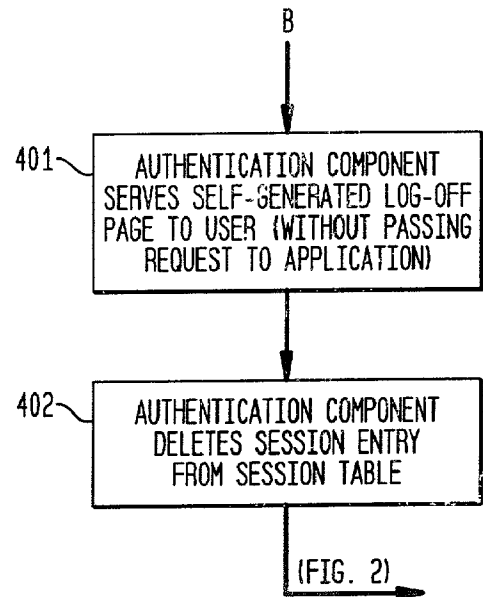 B
401
AUTHENTICATION COMPONENT
SERVES SELF-GENERATED LOG-OFF
PAGE TO USER (WITHOUT PASSING
REQUEST TO APPLICATION)
402
AUTHENTICATION COMPONENT
DELETES SESSION ENTRY
FROM SESSION TABLE
(FIG. 2)